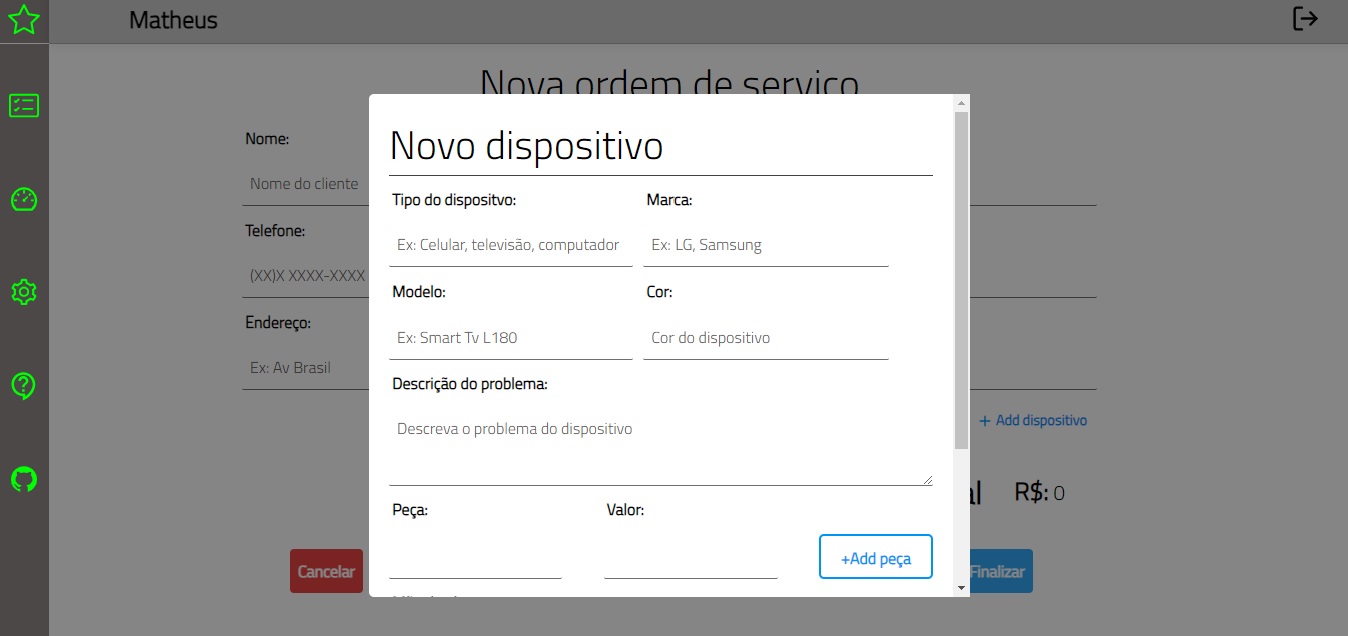 Matheus
Nova ordem de serviço
Nome:
Nome do cliente
Telefone:
(XX)X XXXX-XXXX
Endereço:
Ex: Av Brasil
Novo dispositivo
Tipo do dispositvo:
Marca:
Ex: Celular, televisão, computador
Ex: LG, Samsung
Modelo:
Cor:
Ex: Smart Tv L180
Cor do dispositivo
Descrição do problema:
Descreva o problema do dispositivo
Peça:
Valor:
+Add peça
+ Add dispositivo
R$: 0
Cancelar
Finalizar